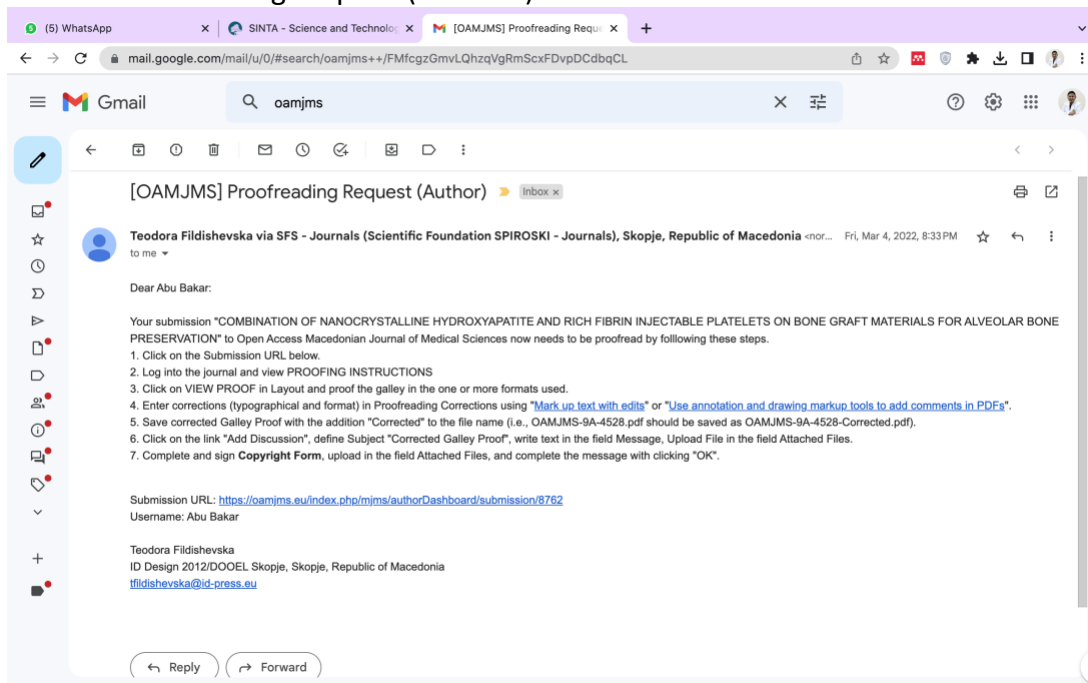 (5) WhatsApp
SINTA - Science and Technolog
[OAMJMS] Proofreading Reque
mail.google.com/mail/u/0/#search/oamjms++/FMfcgzGmvLQhzqVgRmScxFDvpDCdbqCL
Gmail
oamjms
[OAMJMS] Proofreading Request (Author)
Inbox ×
Teodora Fildishevska via SFS - Journals (Scientific Foundation SPIROSKI - Journals), Skopje, Republic of Macedonia <nor... Fri, Mar 4, 2022, 8:33 PM
to me
Dear Abu Bakar:
Your submission "COMBINATION OF NANOCRYSTALLINE HYDROXYAPATITE AND RICH FIBRIN INJECTABLE PLATELETS ON BONE GRAFT MATERIALS FOR ALVEOLAR BONE
PRESERVATION" to Open Access Macedonian Journal of Medical Sciences now needs to be proofread by folllowing these steps.
1. Click on the Submission URL below.
2. Log into the journal and view PROOFING INSTRUCTIONS
3. Click on VIEW PROOF in Layout and proof the galley in the one or more formats used.
4. Enter corrections (typographical and format) in Proofreading Corrections using "Mark up text with edits" or "Use annotation and drawing markup tools to add comments in PDFs".
5. Save corrected Galley Proof with the addition "Corrected" to the file name (i.e., OAMJMS-9A-4528.pdf should be saved as OAMJMS-9A-4528-Corrected.pdf).
6. Click on the link "Add Discussion", define Subject "Corrected Galley Proof", write text in the field Message, Upload File in the field Attached Files.
7. Complete and sign Copyright Form, upload in the field Attached Files, and complete the message with clicking "OK".
Submission URL: https://oamjms.eu/index.php/mjms/authorDashboard/submission/8762
Username: Abu Bakar
Teodora Fildishevska
ID Design 2012/DOOEL Skopje, Skopje, Republic of Macedonia
tfildishevska@id-press.eu
Reply
Forward